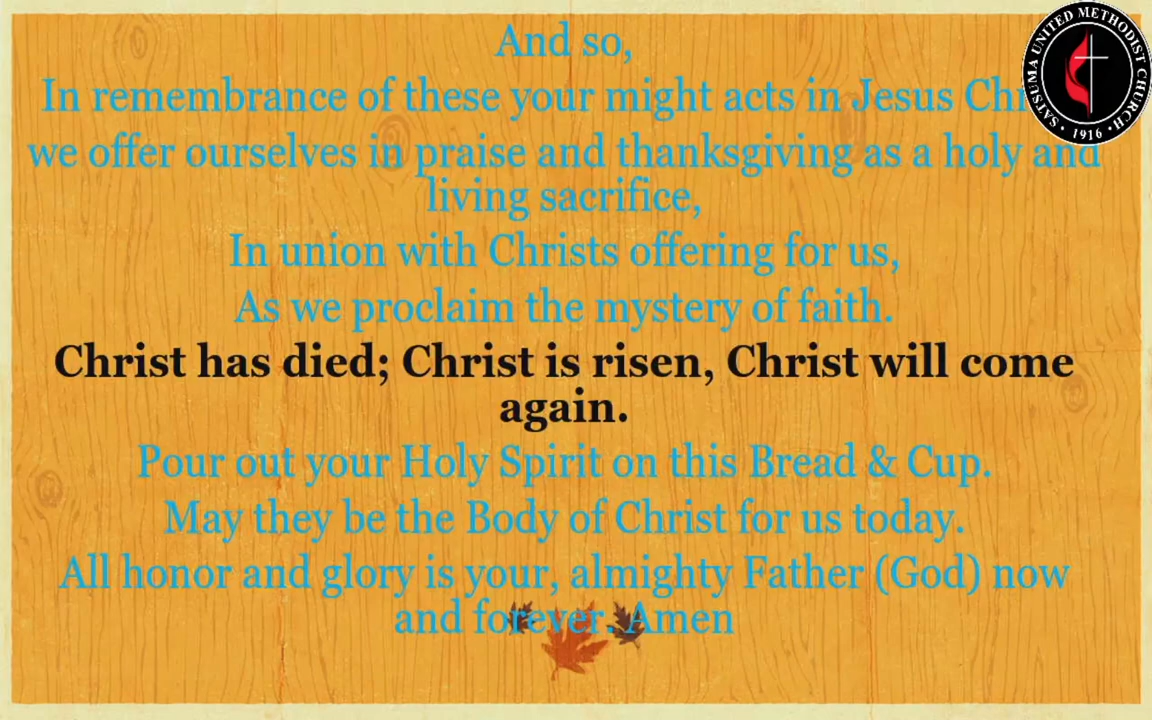 And so,
In remembrance of these your might acts in Jesus
we offer ourselves in praise and thanksgiving as a holy and
living sacrifice,
In union with Christs offering for us,
As we proclaim the mystery of faith.
Christ has died; Christ is risen, Christ will come
again.
Pour out your Holy Spirit on this Bread & Cup.
May they be the Body of Christ for us today.
All honor and glory is your, almighty Father (God) now
and forever. Amen
SATSUMA UNITED METHODIST CHURCH
• 1916 •